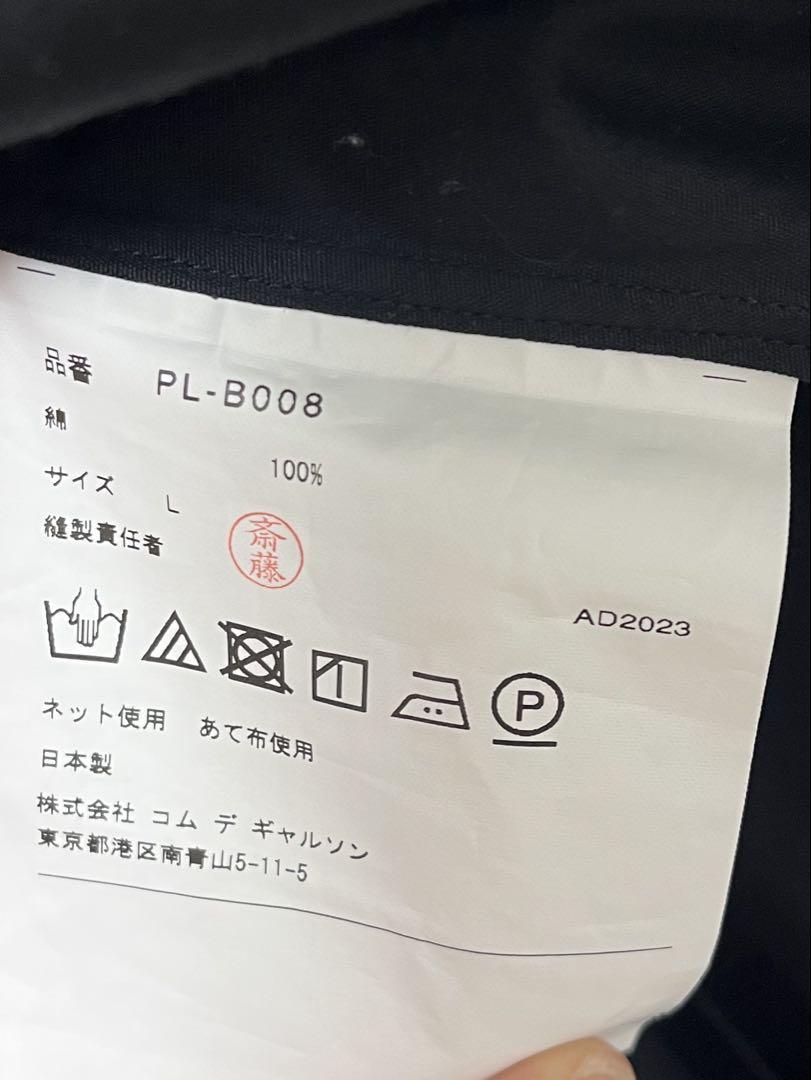 品番 PL-B008
綿 100%
サイズ L
縫製責任者 斎藤
AD2023
P
ネット使用 あて布使用
日本製
株式会社 コム デ ギャルソン
東京都港区南青山5-11-5